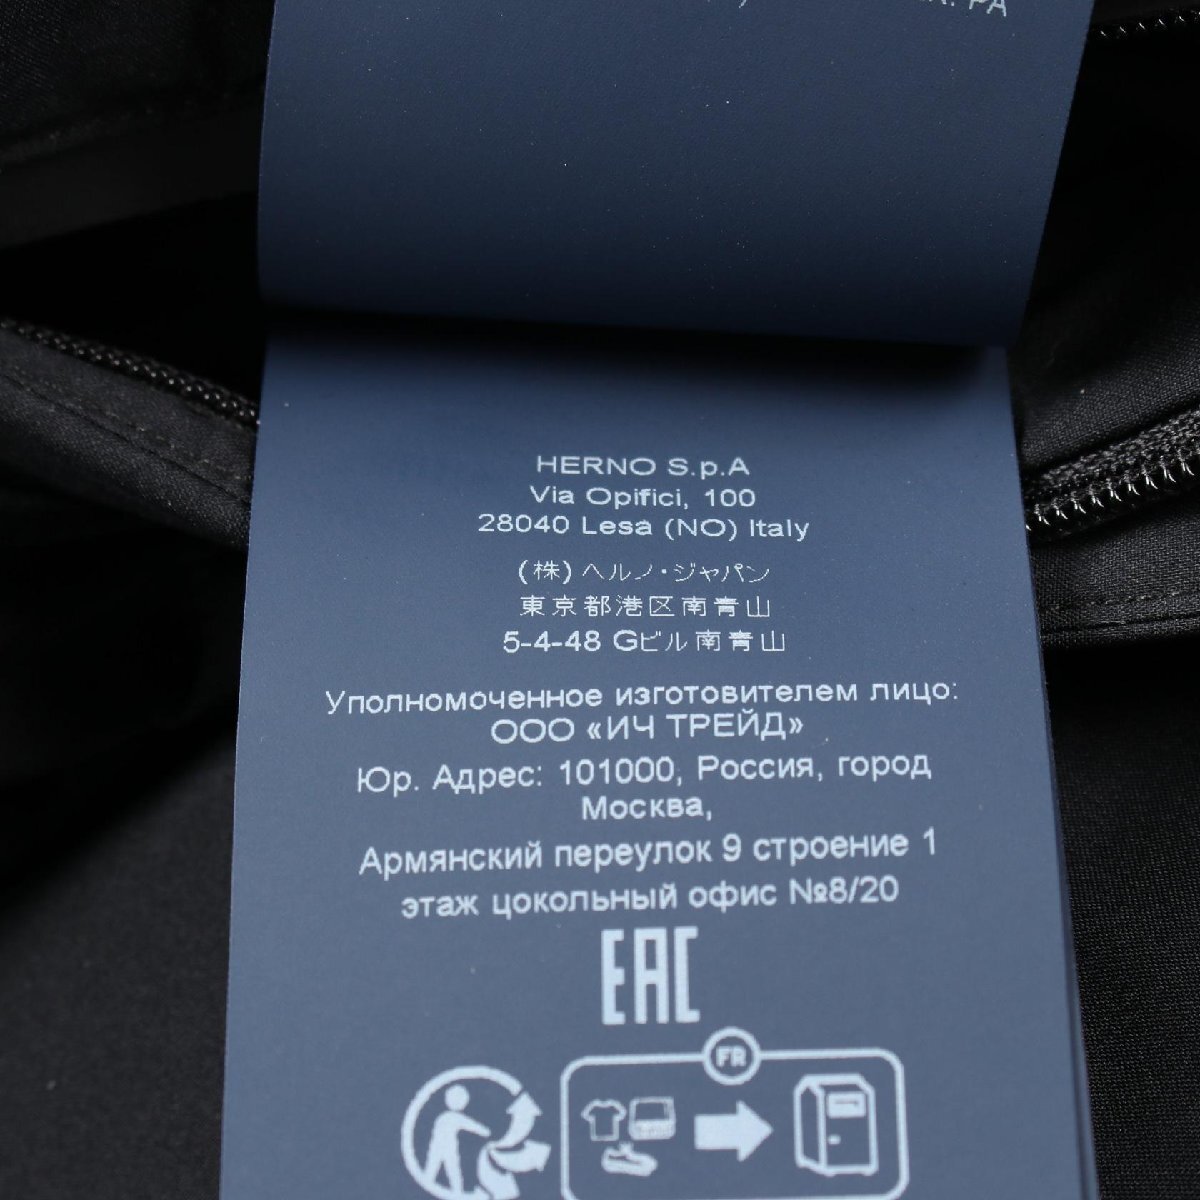 PA
HERNO S.p.A
Via Opifici, 100
28040 Lesa (NO) Italy
(株) ヘルノ・ジャパン
東京都港区南青山
5-4-48 Gビル南青山
Уполномоченное изготовителем лицо:
ООО «ИЧ ТРЕЙД»
Юр. Адрес: 101000, Россия, город
Москва,
Армянский переулок 9 строение 1
этаж цокольный офис №8/20
EAC
FR